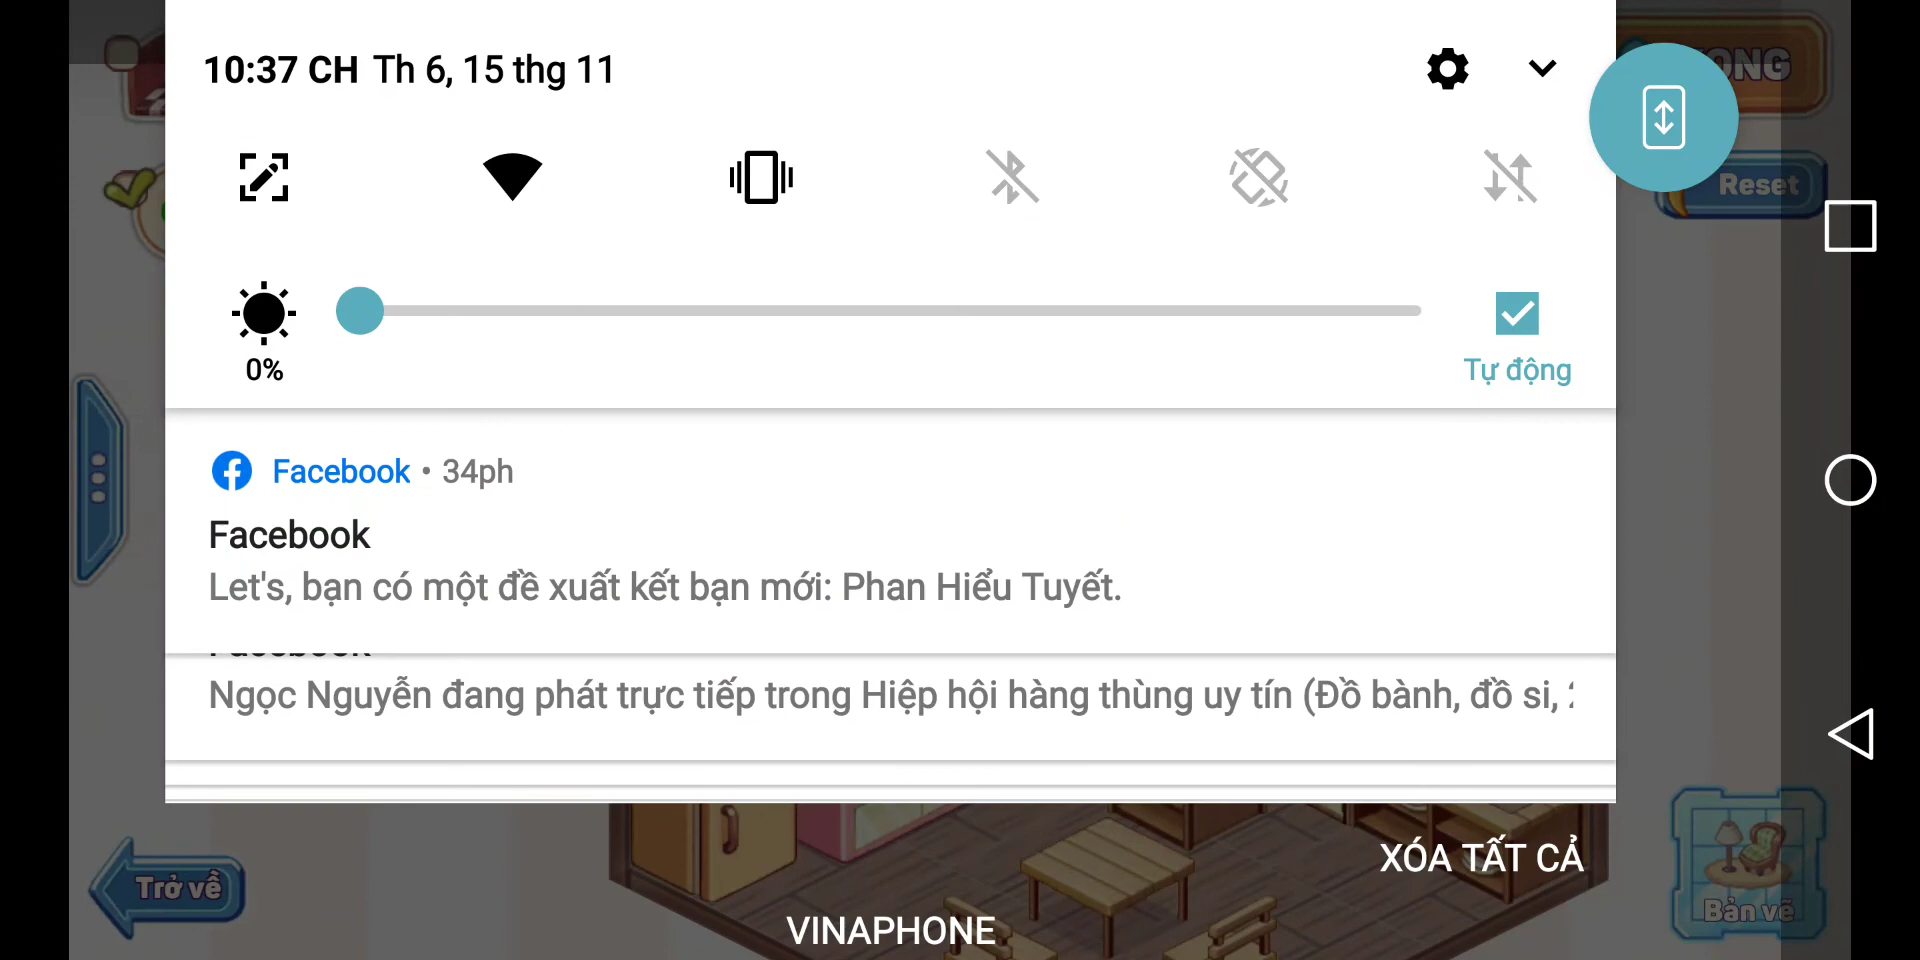 10:37 CH Th 6, 15 thg 11
0%
Tự động
Facebook • 34ph
Facebook
Let's, bạn có một đề xuất kết bạn mới: Phan Hiểu Tuyết.
Ngọc Nguyễn đang phát trực tiếp trong Hiệp hội hàng thùng uy tín (Đồ bành, đồ si,
XÓA TẤT CẢ
VINAPHONE
Reset
Trở về
Bản vẽ